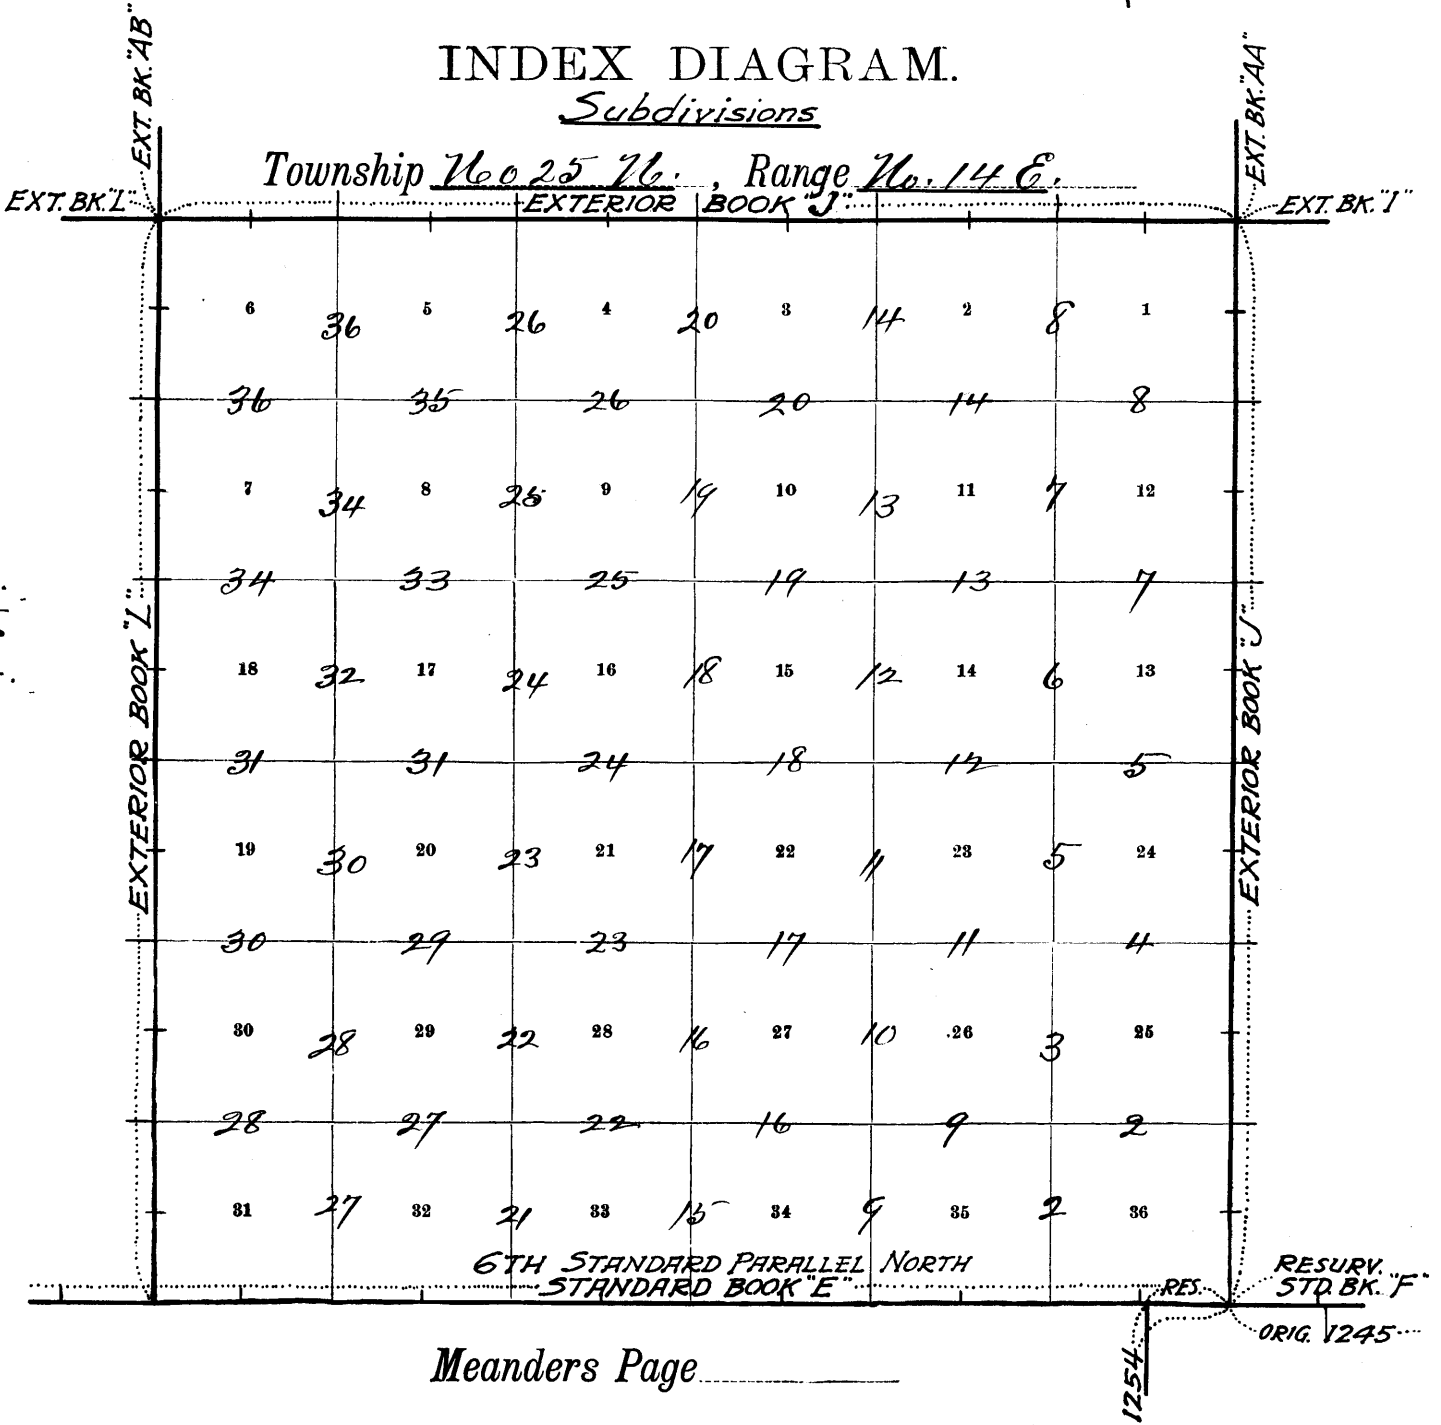 EXT. BK. "AB"
EXT. BK. "AA"
INDEX DIAGRAM.
Subdivisions
Township No 25 N. , Range No. 14 E.
EXT. BK. "L"
EXTERIOR BOOK "J"
EXT. BK. "I"
6 36 5 26 4 20 3 14 2 8 1
36 35 26 20 14 8
7 34 8 25 9 19 10 13 11 7 12
34 33 25 19 13 7
EXTERIOR BOOK "L"
EXTERIOR BOOK "J"
18 32 17 24 16 18 15 12 14 6 13
31 31 24 18 12 5
19 30 20 23 21 17 22 11 23 5 24
30 29 23 17 11 4
30 28 29 22 28 16 27 10 26 3 25
28 27 22 16 9 2
31 27 32 21 33 15 34 9 35 2 36
6TH STANDARD PARALLEL NORTH
STANDARD BOOK "E"
RES.
RESURV.
STD. BK. "F"
ORIG. 1245
1254
Meanders Page